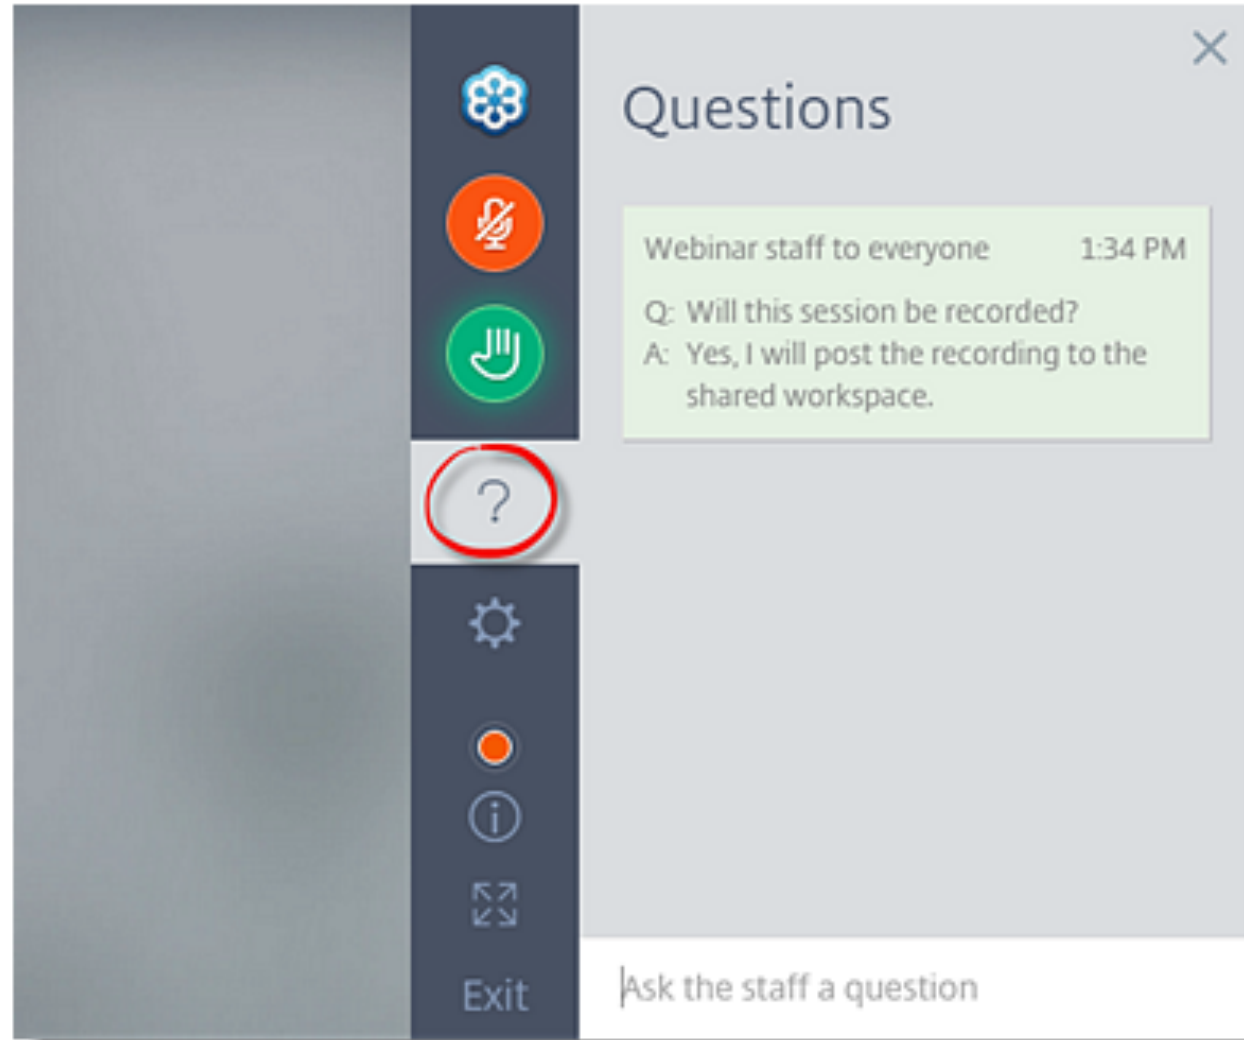 Questions
Webinar staff to everyone 1:34 PM
Q: Will this session be recorded?
A: Yes, I will post the recording to the
shared workspace.
?
i
Exit
Ask the staff a question